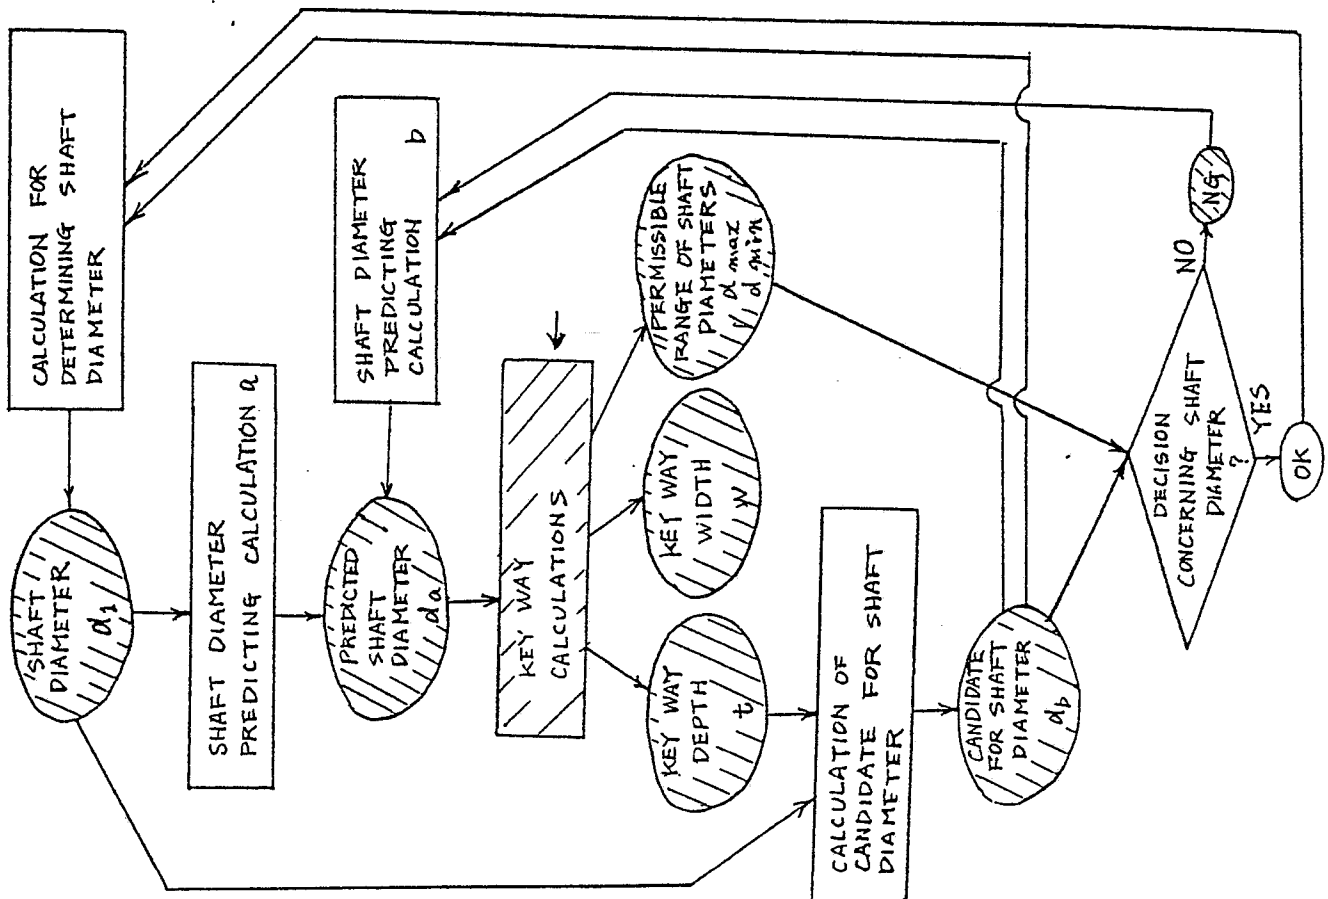 CALCULATION FOR
DETERMINING SHAFT
DIAMETER
SHAFT
DIAMETER
d1
SHAFT DIAMETER
PREDICTING CALCULATION a
SHAFT DIAMETER
PREDICTING
CALCULATION b
PREDICTED
SHAFT
DIAMETER
da
KEY WAY
CALCULATIONS
KEY WAY
DEPTH
t
KEY WAY
WIDTH
W
PERMISSIBLE
RANGE OF SHAFT
DIAMETERS
d max
d min
CALCULATION OF
CANDIDATE FOR SHAFT
DIAMETER
CANDIDATE
FOR SHAFT
DIAMETER
db
DECISION
CONCERNING SHAFT
DIAMETER
?
NO
NG
YES
OK